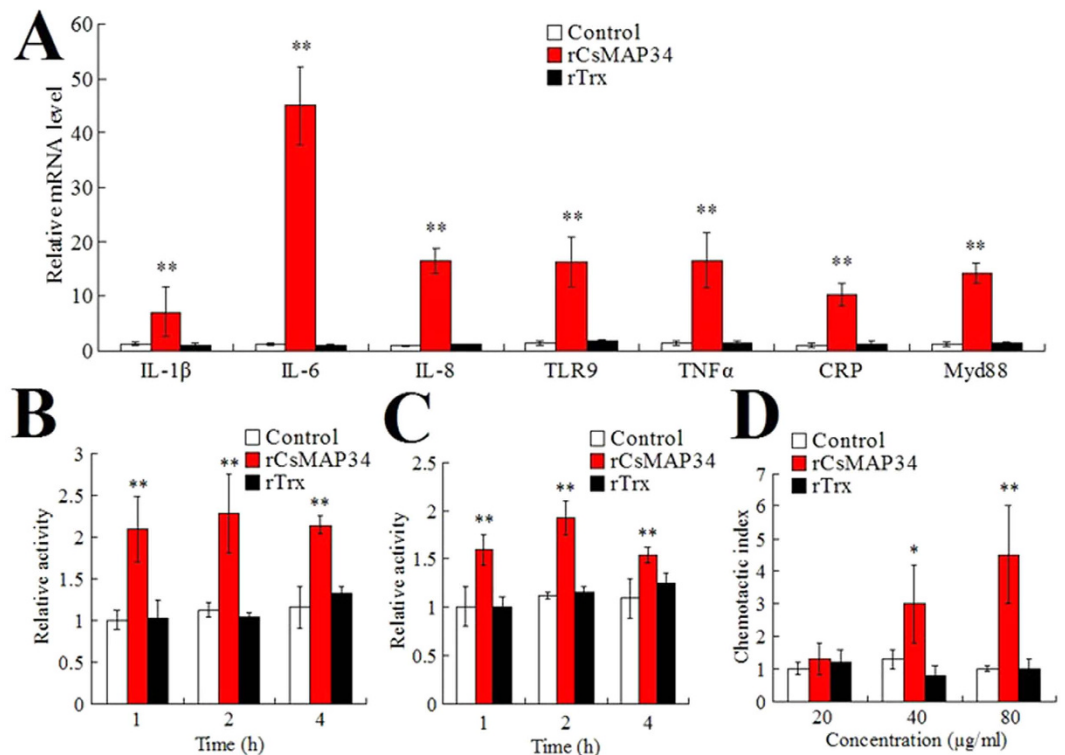 A
Control
rCsMAP34
rTrx
Relative mRNA level
60
50
40
30
20
10
0
** ** ** ** ** ** **
IL-1β IL-6 IL-8 TLR9 TNFα CRP Myd88
B
Control
rCsMAP34
rTrx
Relative activity
3
2.5
2
1.5
1
0.5
0
** ** **
1 2 4
Time (h)
C
Control
rCsMAP34
rTrx
Relative activity
2.5
2
1.5
1
0.5
0
** ** **
1 2 4
Time (h)
D
Control
rCsMAP34
rTrx
Chemotactic index
7
6
5
4
3
2
1
0
* **
20 40 80
Concentration (µg/ml)